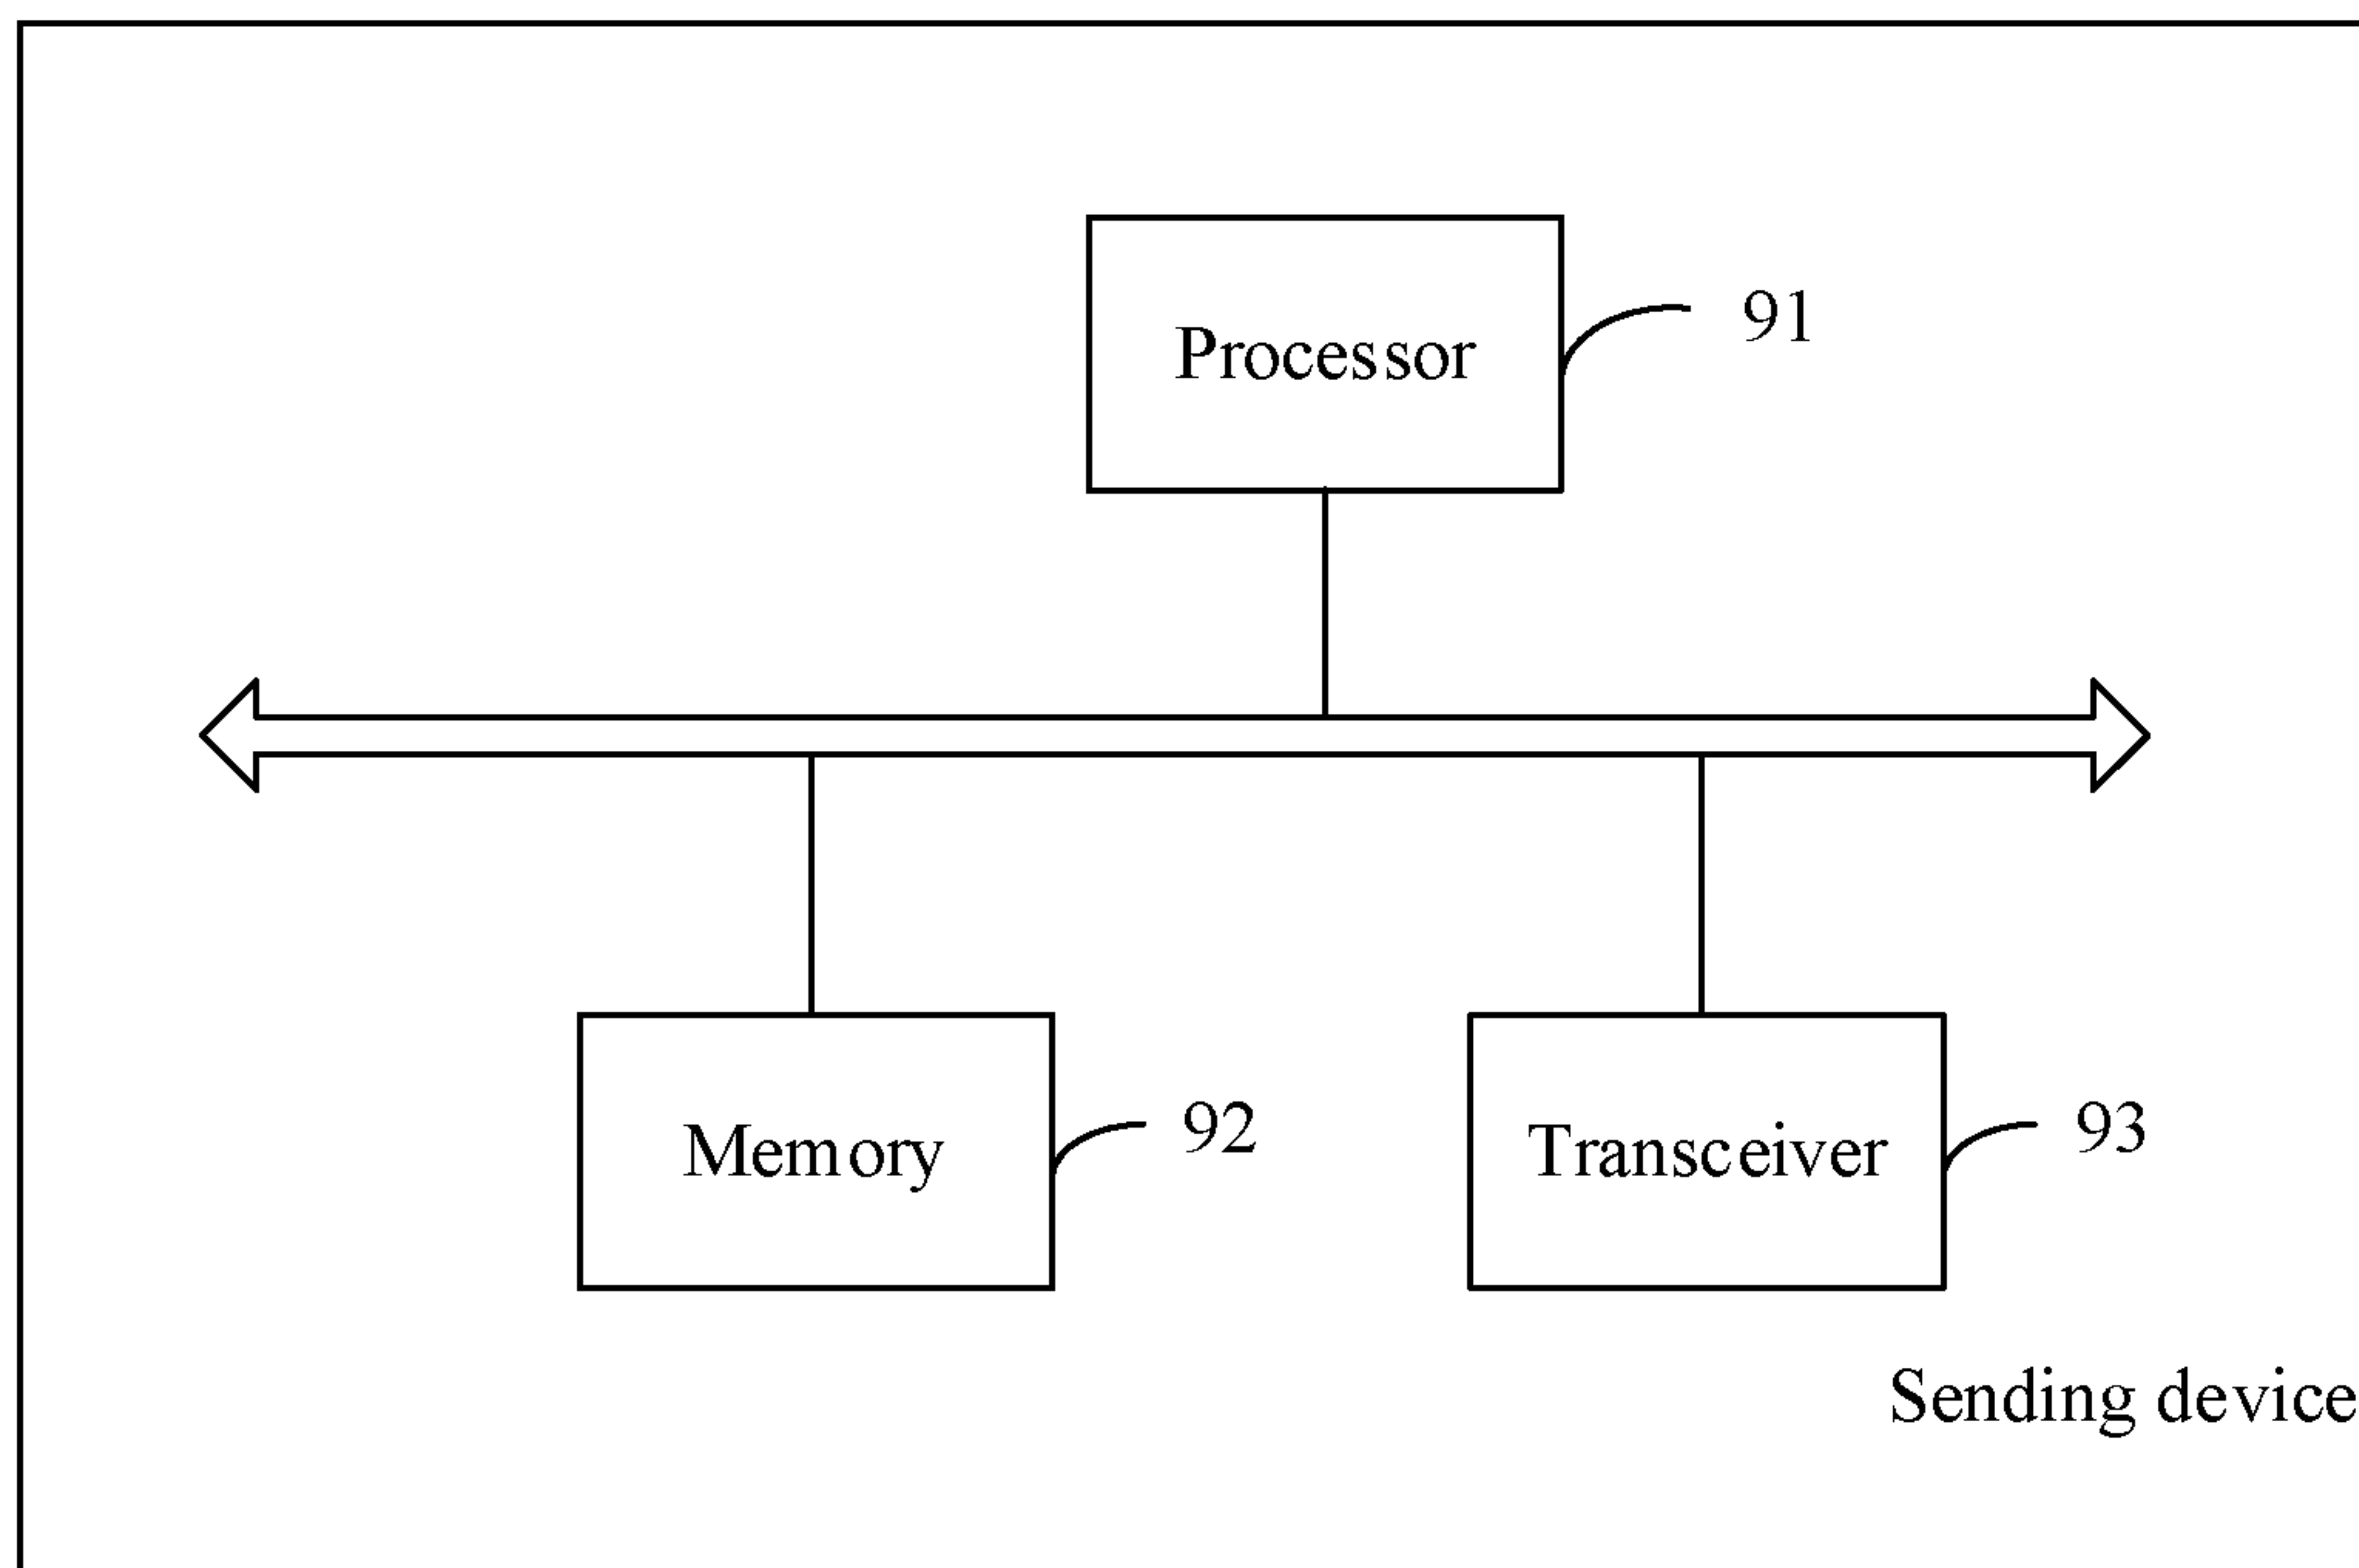 Processor
91
Memory
92
Transceiver
93
Sending device